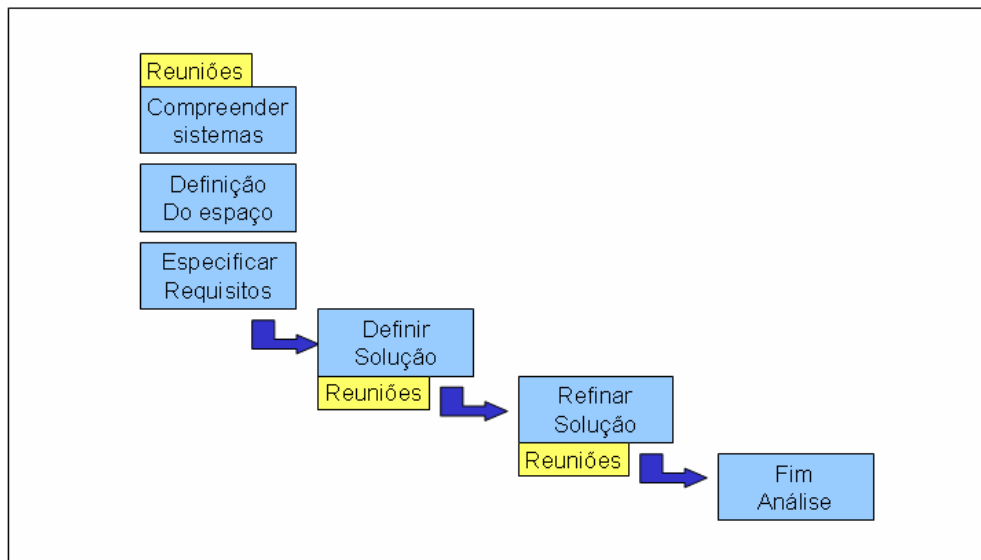 Reuniões
Compreender
sistemas
Definição
Do espaço
Especificar
Requisitos
Definir
Solução
Reuniões
Refinar
Solução
Reuniões
Fim
Análise